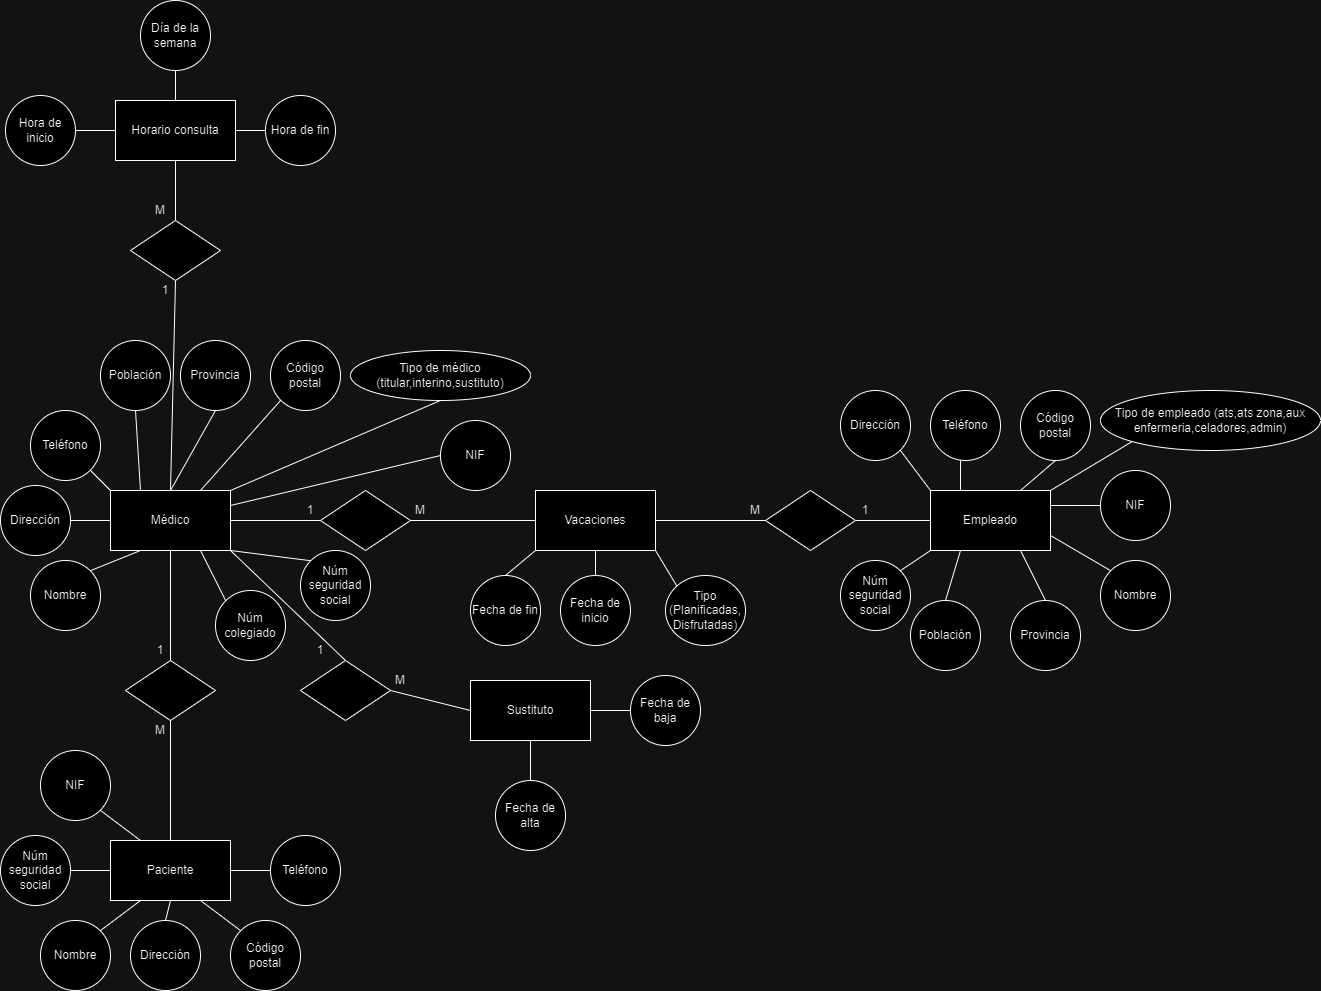 Día de la
semana
Hora de
inicio
Horario consulta
Hora de fin
M
1
Población
Provincia
Código
postal
Tipo de médico
(titular,interino,sustituto)
Teléfono
NIF
Dirección
Médico
1
M
Vacaciones
M
1
Empleado
Dirección
Teléfono
Código
postal
Tipo de empleado (ats,ats zona,aux
enfermeria,celadores,admin)
NIF
Nombre
Núm
seguridad
social
Núm
colegiado
Fecha de fin
Fecha de
inicio
Tipo
(Planificadas,
Disfrutadas)
Núm
seguridad
social
Población
Provincia
Nombre
1
M
1
M
Sustituto
Fecha de
baja
Fecha de
alta
NIF
Núm
seguridad
social
Paciente
Teléfono
Nombre
Dirección
Código
postal